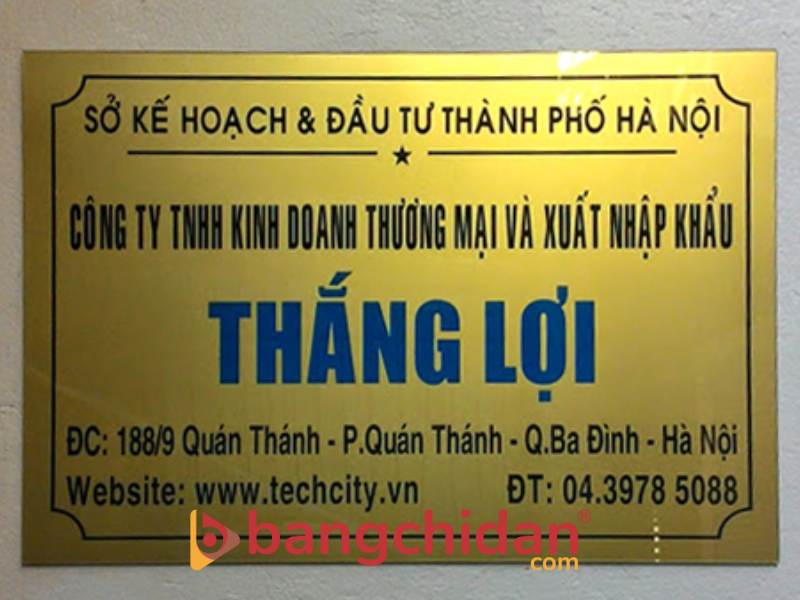 SỞ KẾ HOẠCH & ĐẦU TƯ THÀNH PHỐ HÀ NỘI
CÔNG TY TNHH KINH DOANH THƯƠNG MẠI VÀ XUẤT NHẬP KHẨU
THẮNG LỢI
ĐC: 188/9 Quán Thánh - P.Quán Thánh - Q.Ba Đình - Hà Nội
Website: www.techcity.vn ĐT: 04.3978 5088
bangchidan®
.com